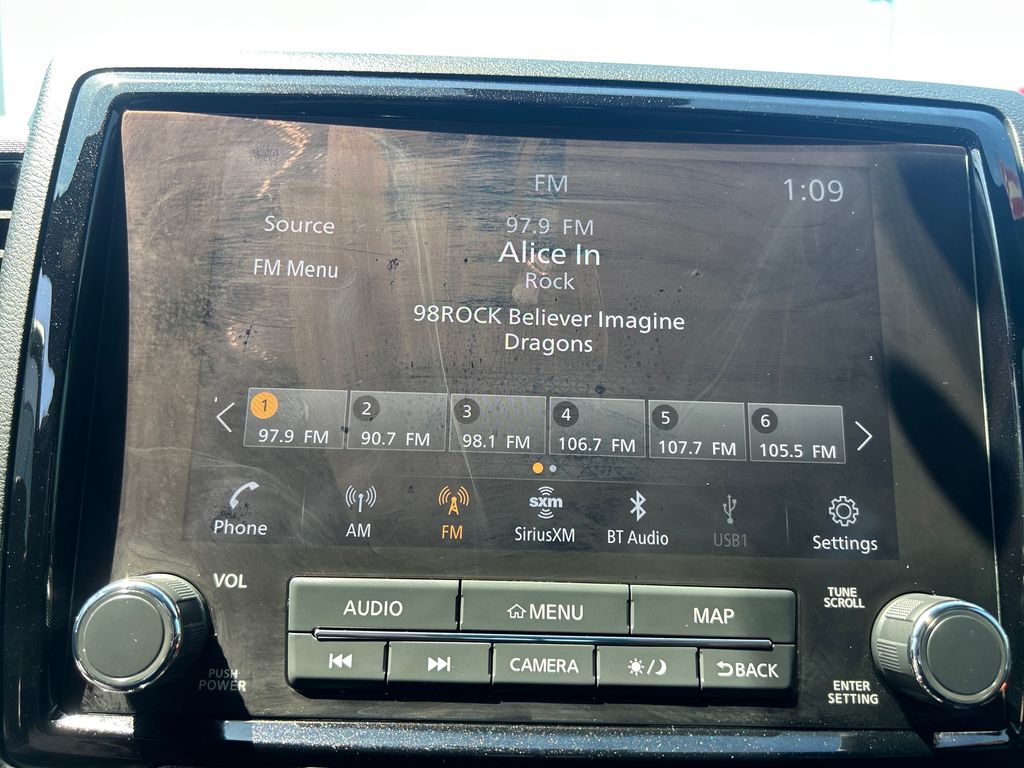 FM
1:09
Source
97.9 FM
Alice In
FM Menu
Rock
98ROCK Believer Imagine
Dragons
1 2 3 4 5 6
97.9 FM 90.7 FM 98.1 FM 106.7 FM 107.7 FM 105.5 FM
sxm
Phone AM FM SiriusXM BT Audio USB1 Settings
VOL
TUNE
SCROLL
AUDIO MENU MAP
CAMERA BACK
PUSH
POWER
ENTER
SETTING